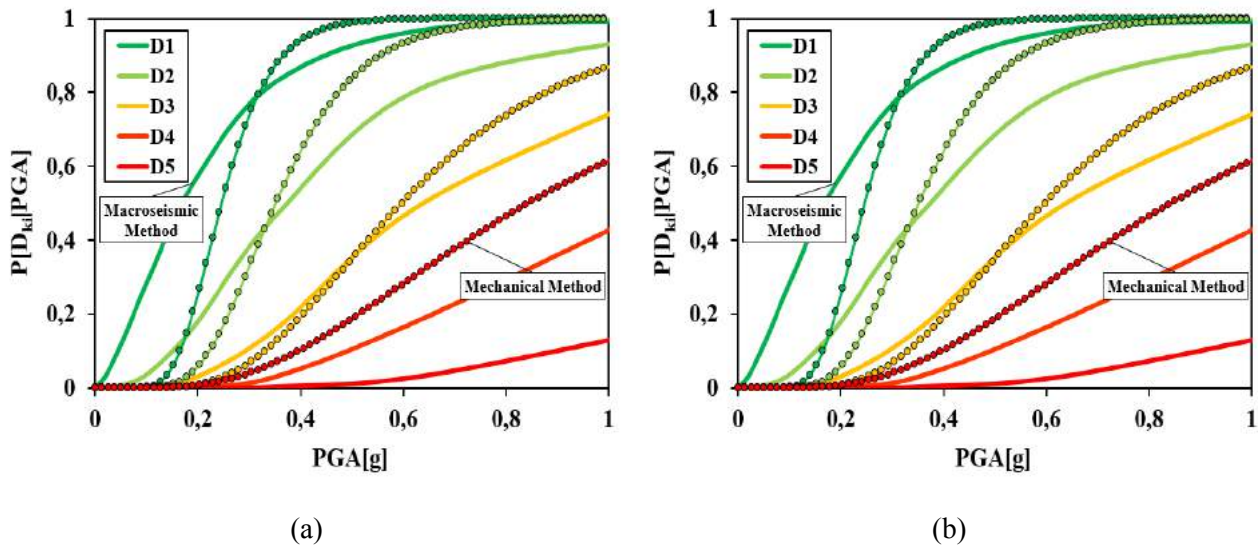 P[Dki|PGA]
1
0,8
0,6
0,4
0,2
0
D1
D2
D3
D4
D5
Macroseismic
Method
Mechanical Method
0 0,2 0,4 0,6 0,8 1
PGA[g]
(a)
P[Dki|PGA]
1
0,8
0,6
0,4
0,2
0
D1
D2
D3
D4
D5
Macroseismic
Method
Mechanical Method
0 0,2 0,4 0,6 0,8 1
PGA[g]
(b)